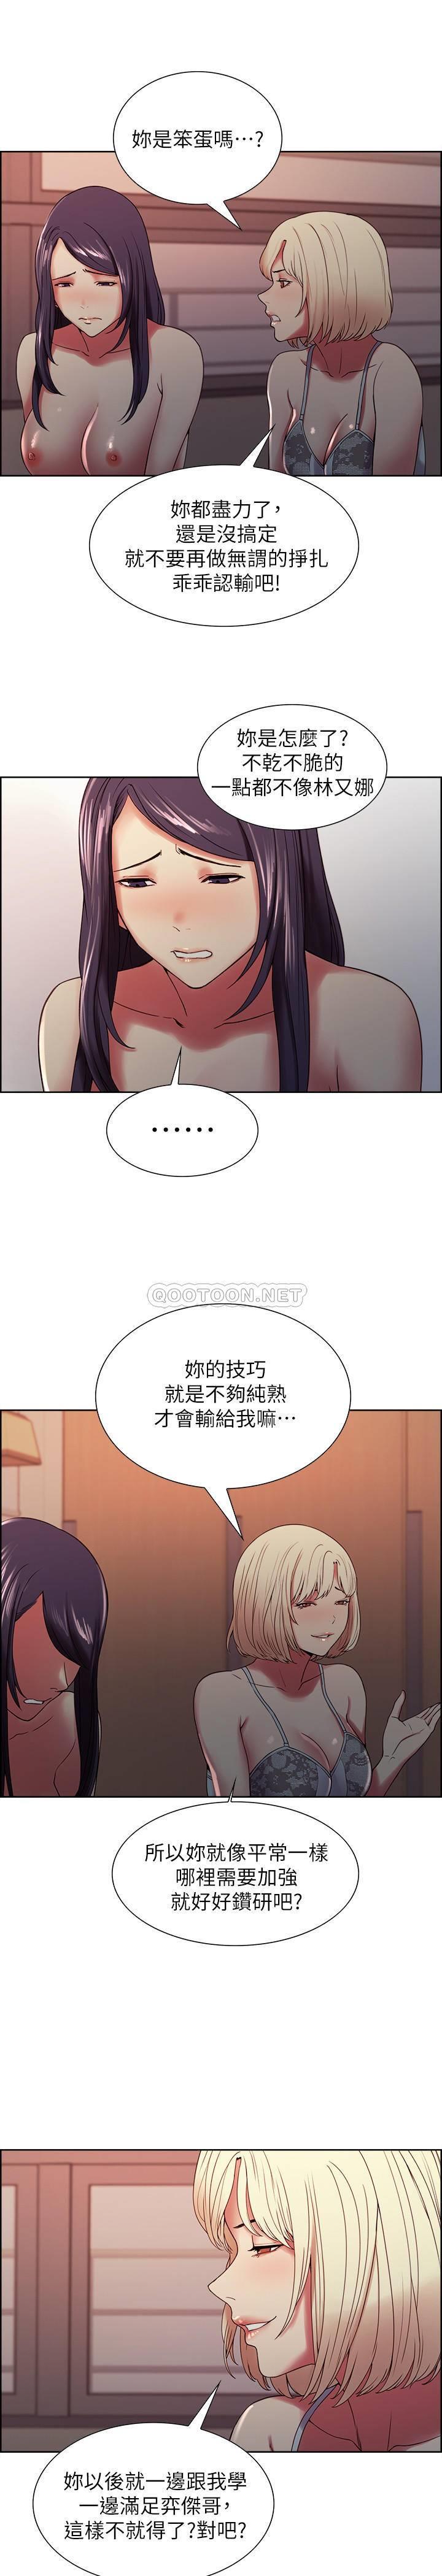 妳是笨蛋嗎⋯?
妳都盡力了,
還是沒搞定
就不要再做無謂的掙扎
乖乖認輸吧!
妳是怎麼了?
不乾不脆的
一點都不像林又娜
⋯⋯
QOOTOON.NET
妳的技巧
就是不夠純熟
才會輸給我嘛⋯
所以妳就像平常一樣
哪裡需要加強
就好好鑽研吧?
妳以後就一邊跟我學
一邊滿足弈傑哥,
這樣不就得了?對吧?